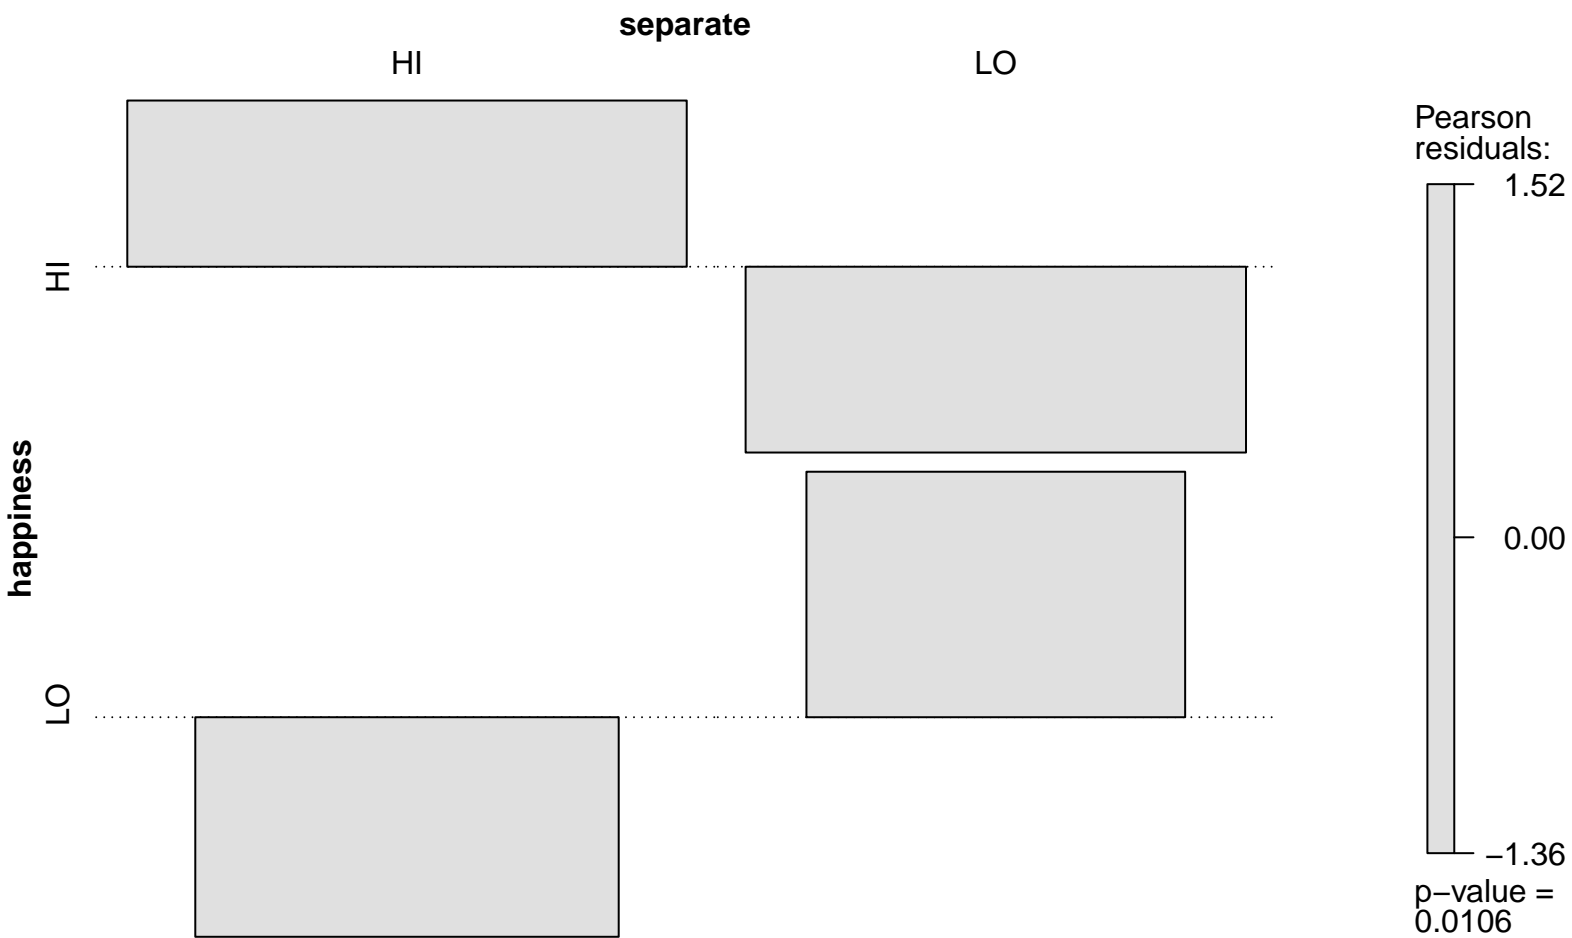 separate
HI
LO
HI
happiness
LO
Pearson
residuals:
1.52
0.00
−1.36
p−value =
0.0106